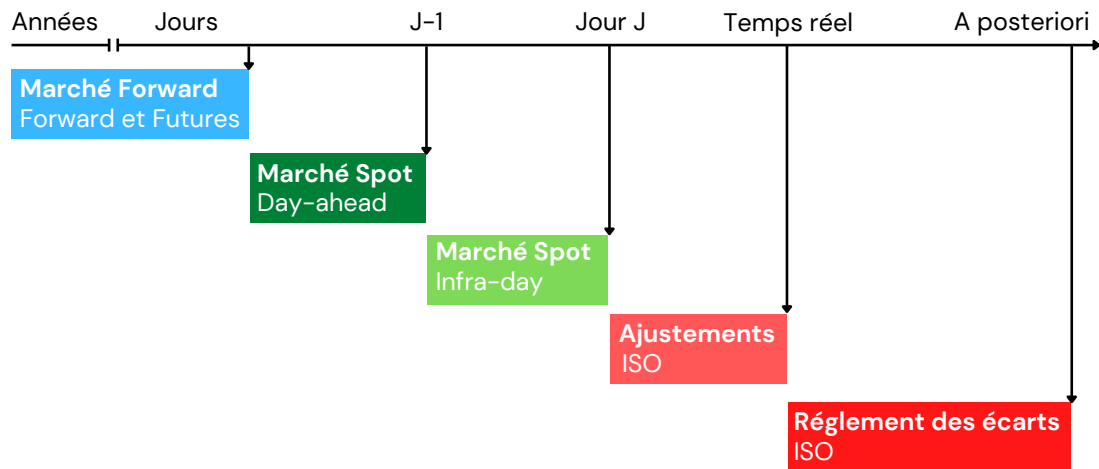 Années Jours J-1 Jour J Temps réel A posteriori
Marché Forward
Forward et Futures
Marché Spot
Day-ahead
Marché Spot
Infra-day
Ajustements
ISO
Réglement des écarts
ISO